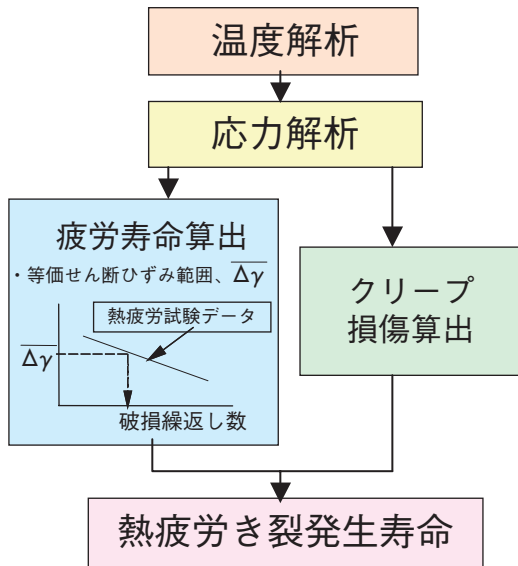 温度解析
応力解析
疲労寿命算出
・等価せん断ひずみ範囲、Δγ
熱疲労試験データ
Δγ
破損繰返し数
クリープ
損傷算出
熱疲労き裂発生寿命